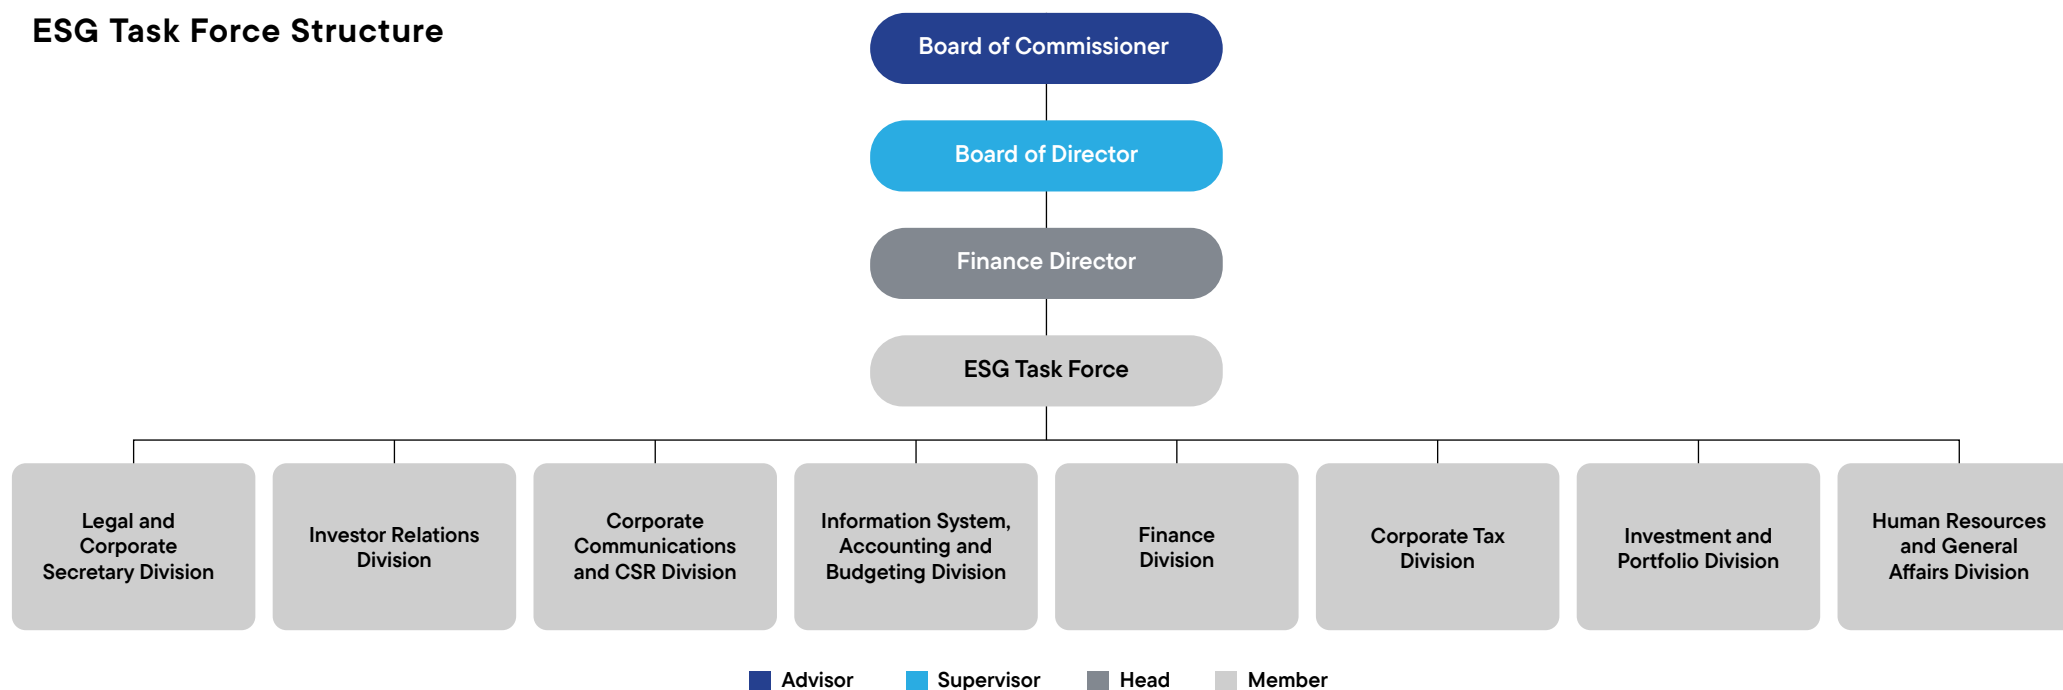 ESG Task Force Structure
Board of Commissioner
Board of Director
Finance Director
ESG Task Force
Legal and
Corporate
Secretary Division
Investor Relations
Division
Corporate
Communications
and CSR Division
Information System,
Accounting and
Budgeting Division
Finance
Division
Corporate Tax
Division
Investment and
Portfolio Division
Human Resources
and General
Affairs Division
Advisor
Supervisor
Head
Member